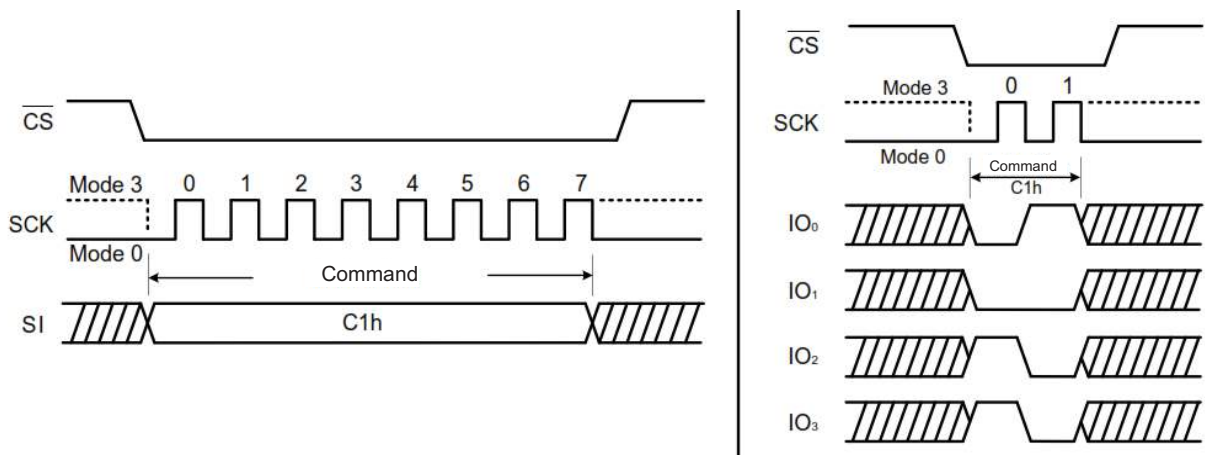 CS
Mode 3
0 1 2 3 4 5 6 7
SCK
Mode 0
Command
SI
C1h
CS
Mode 3
0 1
SCK
Mode 0
Command
C1h
IO₀
IO₁
IO₂
IO₃